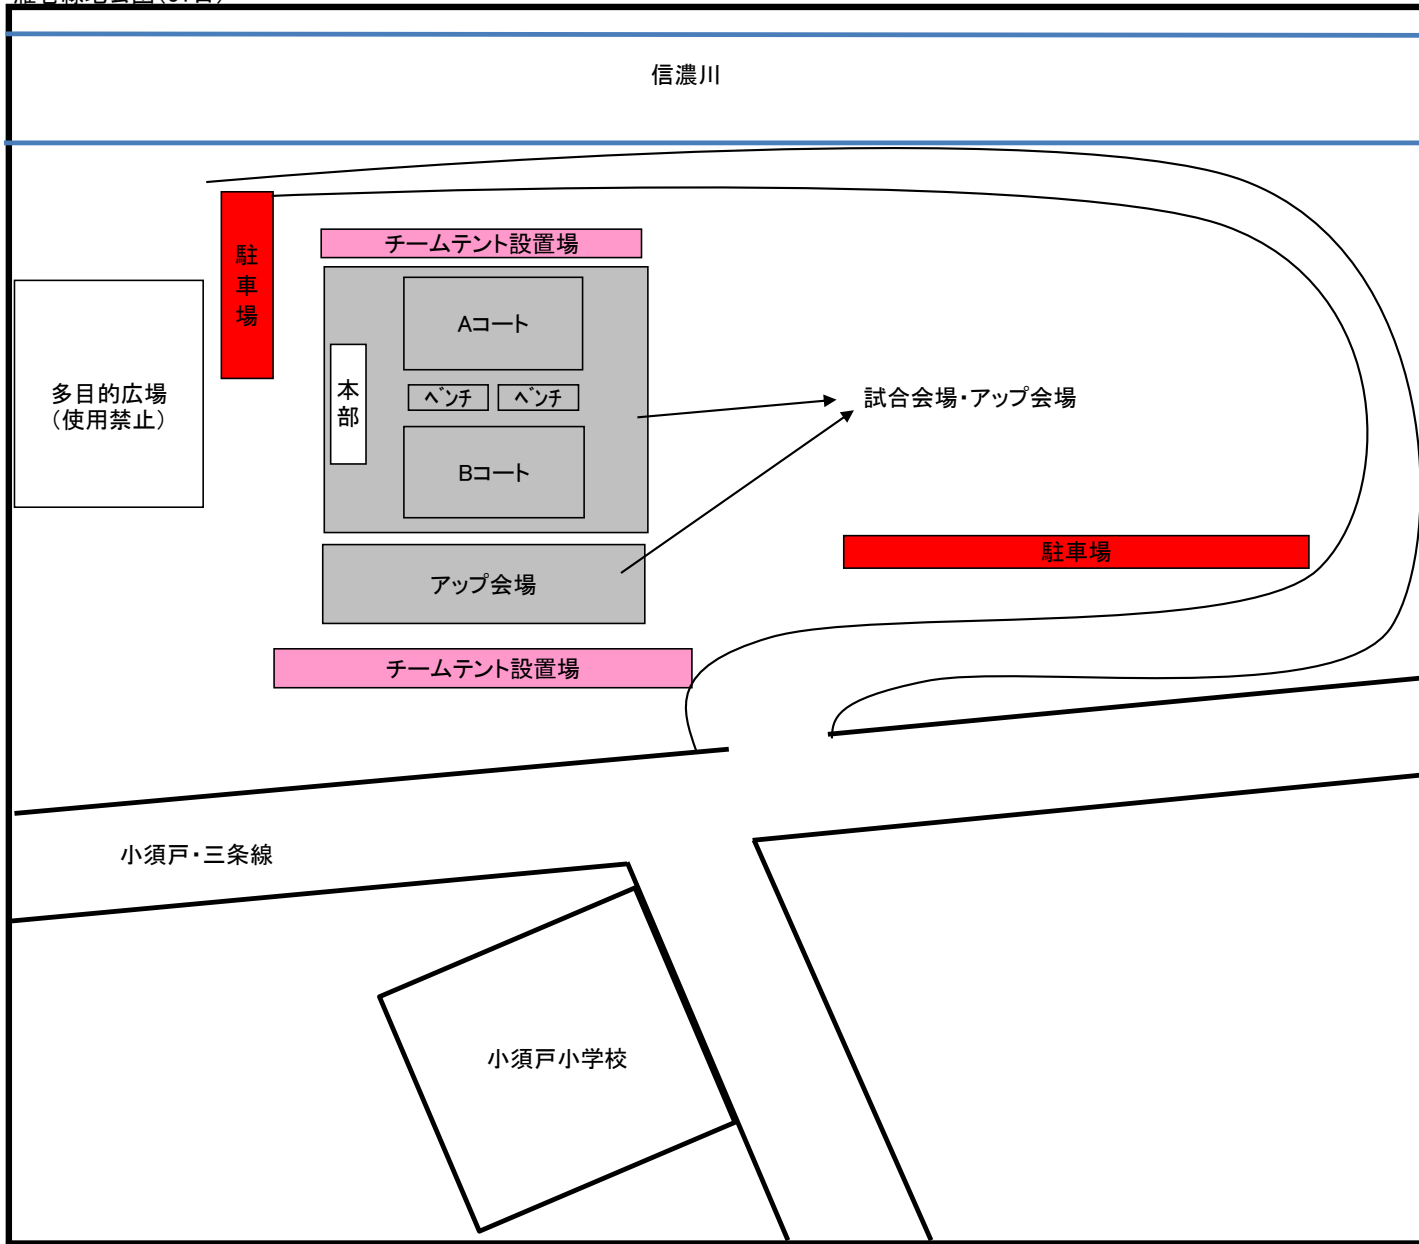 信濃川
チームテント設置場
駐車場
Aコート
多目的広場
（使用禁止）
本部
ベンチ ベンチ
試合会場・アップ会場
Bコート
駐車場
アップ会場
チームテント設置場
小須戸・三条線
小須戸小学校